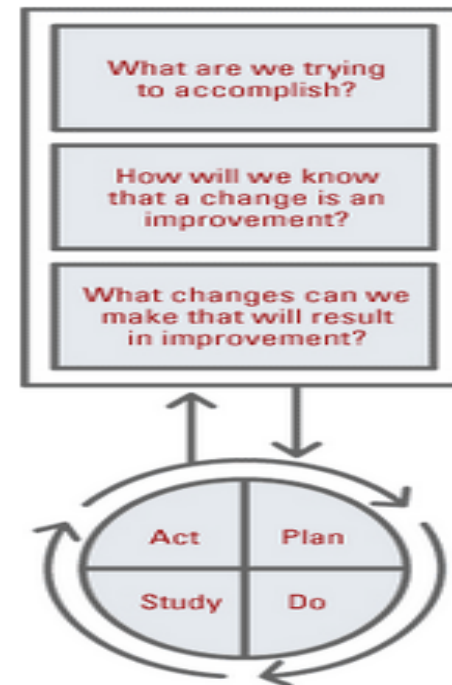 What are we trying
to accomplish?
How will we know
that a change is an
improvement?
What changes can we
make that will result
in improvement?
Act
Plan
Study
Do